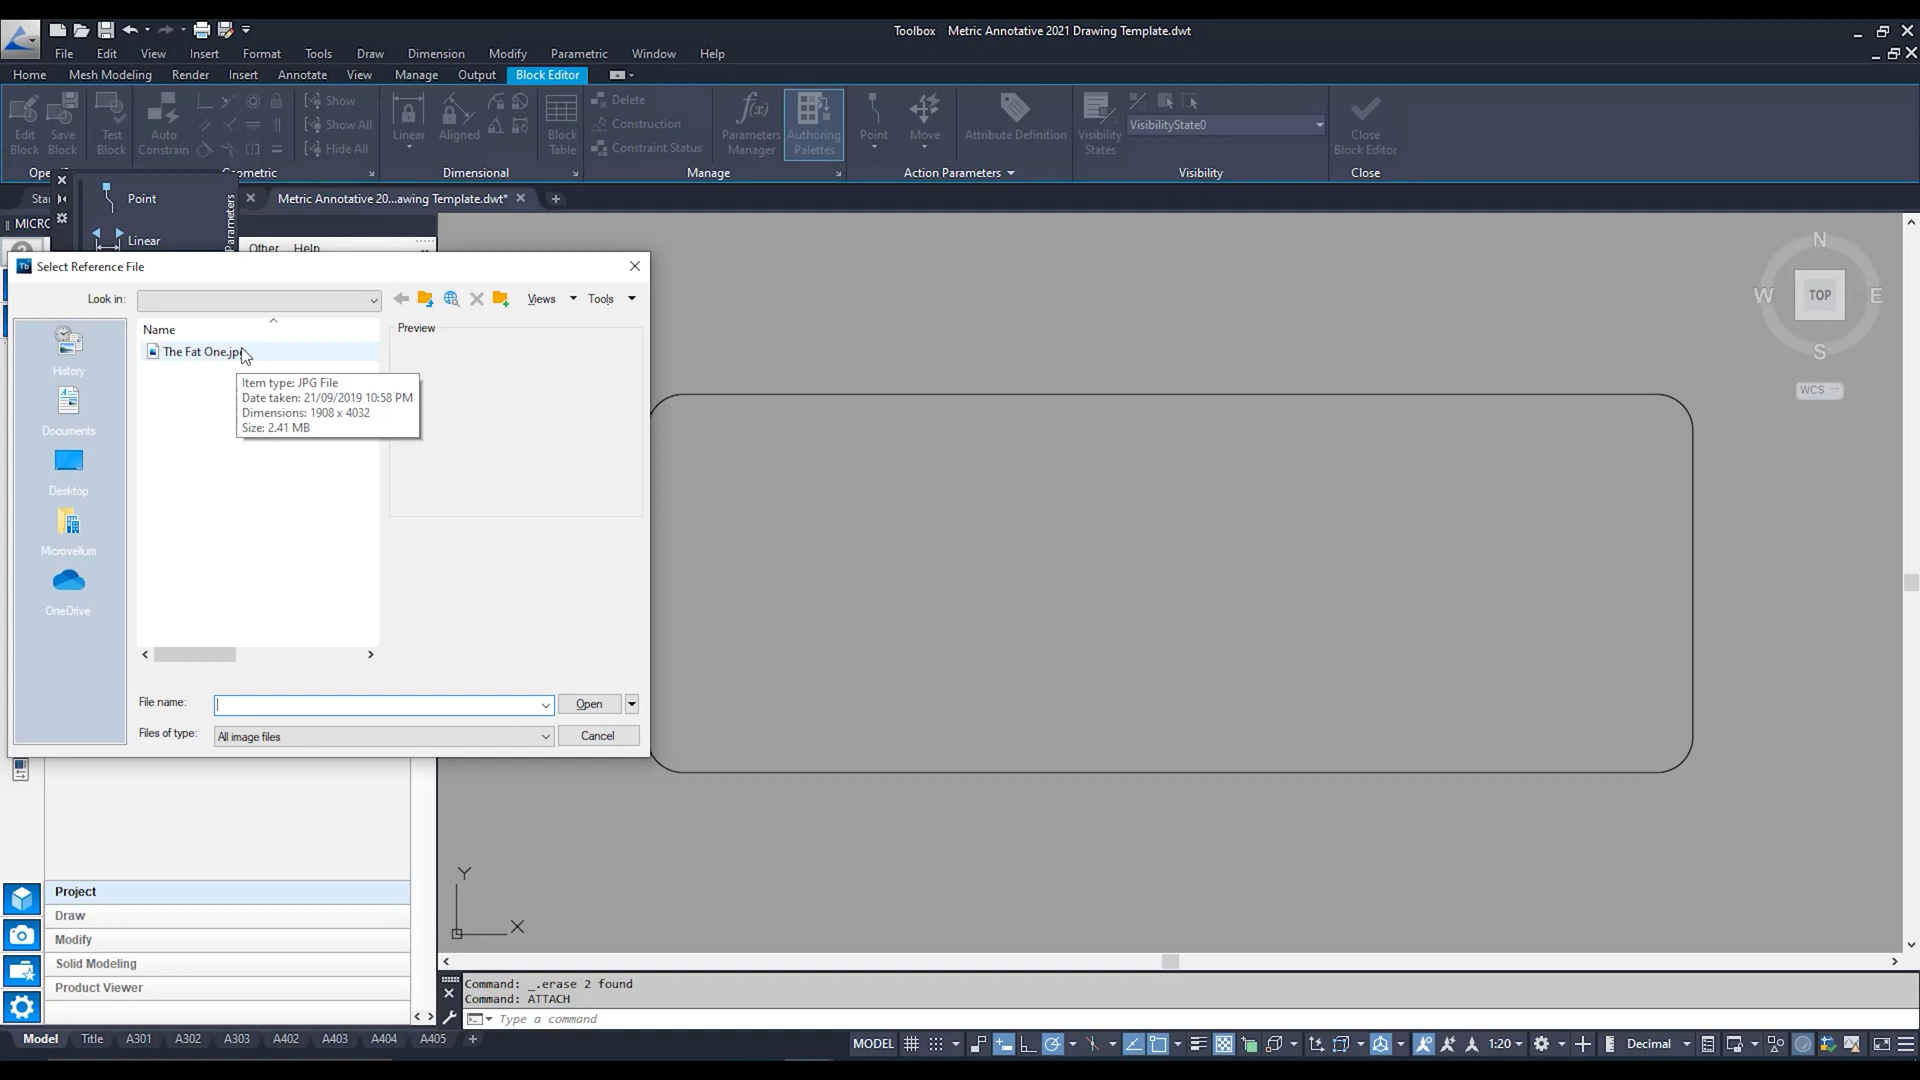 Toolbox Metric Annotative 2021 Drawing Template.dwt
File Edit View Insert Format Tools Draw Dimension Modify Parametric Window Help
Home Mesh Modeling Render Insert Annotate View Manage Output Block Editor
Edit Block
Save Block
Test Block
Auto Constrain
Show
Show All
Hide All
Linear
Aligned
Block Table
Delete
Construction
Constraint Status
Parameters Manager
Authoring Palettes
Point
Move
Attribute Definition
Visibility States
VisibilityState0
Close Block Editor
Ope
Geometric
Dimensional
Manage
Action Parameters
Visibility
Close
Sta
Metric Annotative 20...awing Template.dwt*
Point
Linear
Parameters
MICRO
Other Help
Tb Select Reference File
Look in:
Views
Tools
Name
The Fat One.jp
Item type: JPG File
Date taken: 21/09/2019 10:58 PM
Dimensions: 1908 x 4032
Size: 2.41 MB
Preview
History
Documents
Desktop
Microvellum
OneDrive
File name:
Open
Files of type:
All image files
Cancel
N
W
TOP
E
S
WCS
Project
Draw
Modify
Solid Modeling
Product Viewer
Y
X
Command: _.erase 2 found
Command: ATTACH
Type a command
Model Title A301 A302 A303 A402 A403 A404 A405
MODEL
1:20
Decimal